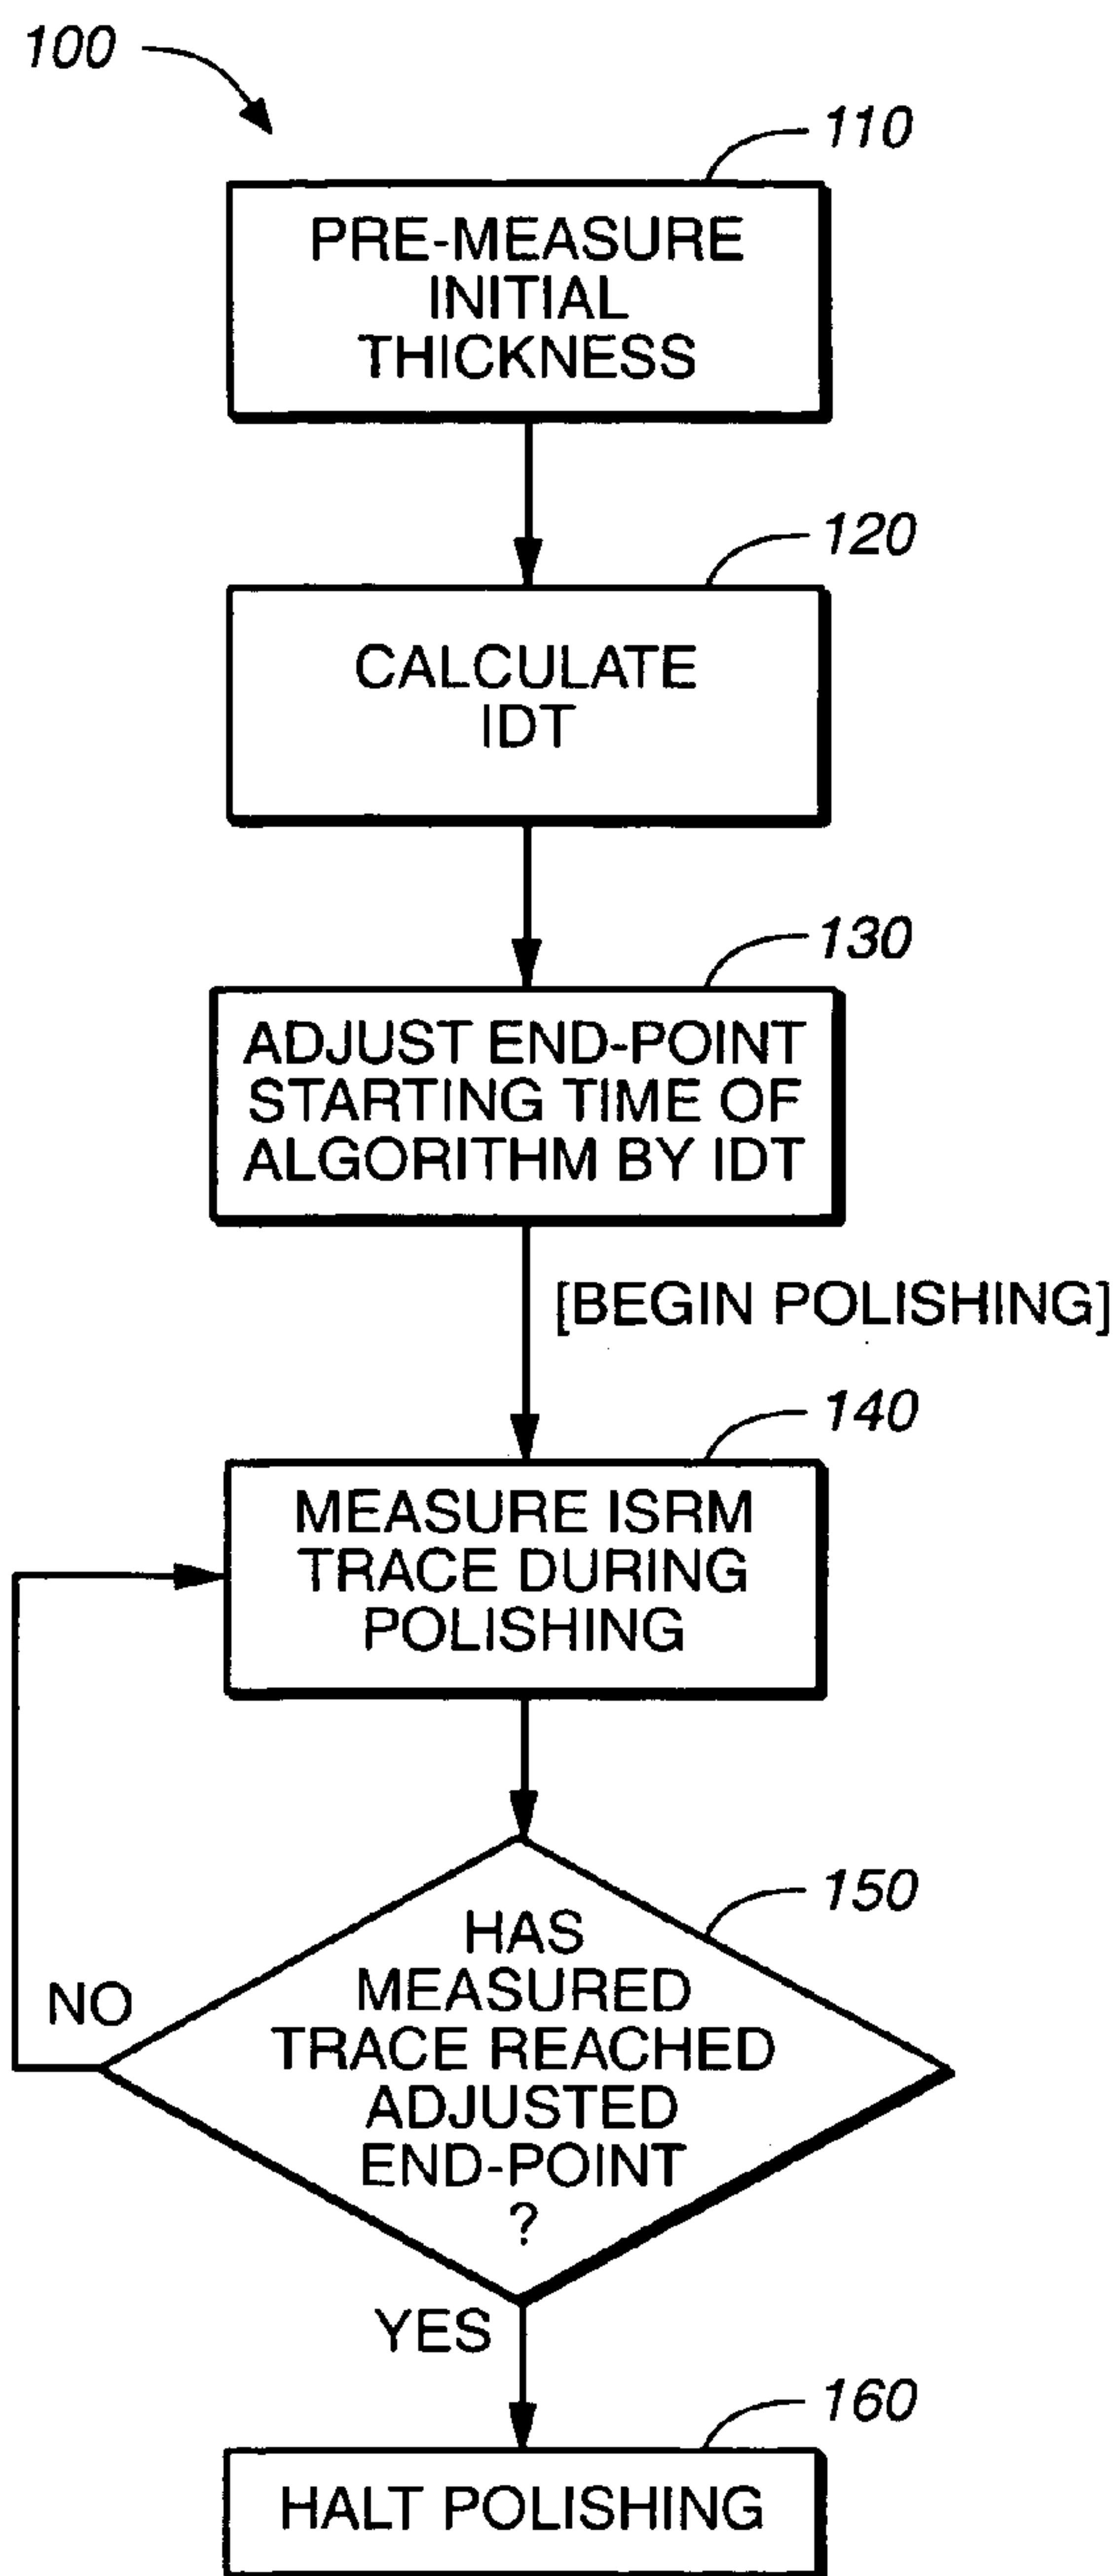 100
110
PRE-MEASURE
INITIAL
THICKNESS
120
CALCULATE
IDT
130
ADJUST END-POINT
STARTING TIME OF
ALGORITHM BY IDT
[BEGIN POLISHING]
140
MEASURE ISRM
TRACE DURING
POLISHING
150
HAS
MEASURED
TRACE REACHED
ADJUSTED
END-POINT
?
NO
YES
160
HALT POLISHING